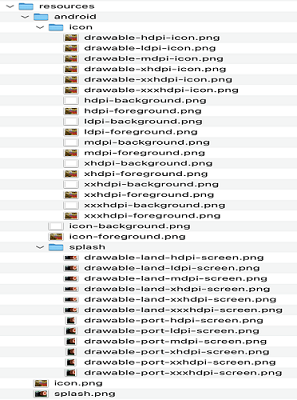 resources
android
icon
drawable-hdpi-icon.png
drawable-ldpi-icon.png
drawable-mdpi-icon.png
drawable-xhdpi-icon.png
drawable-xxhdpi-icon.png
drawable-xxxhdpi-icon.png
hdpi-background.png
hdpi-foreground.png
ldpi-background.png
ldpi-foreground.png
mdpi-background.png
mdpi-foreground.png
xhdpi-background.png
xhdpi-foreground.png
xxhdpi-background.png
xxhdpi-foreground.png
xxxhdpi-background.png
xxxhdpi-foreground.png
icon-background.png
icon-foreground.png
splash
drawable-land-hdpi-screen.png
drawable-land-ldpi-screen.png
drawable-land-mdpi-screen.png
drawable-land-xhdpi-screen.png
drawable-land-xxhdpi-screen.png
drawable-land-xxxhdpi-screen.png
drawable-port-hdpi-screen.png
drawable-port-ldpi-screen.png
drawable-port-mdpi-screen.png
drawable-port-xhdpi-screen.png
drawable-port-xxhdpi-screen.png
drawable-port-xxxhdpi-screen.png
icon.png
splash.png